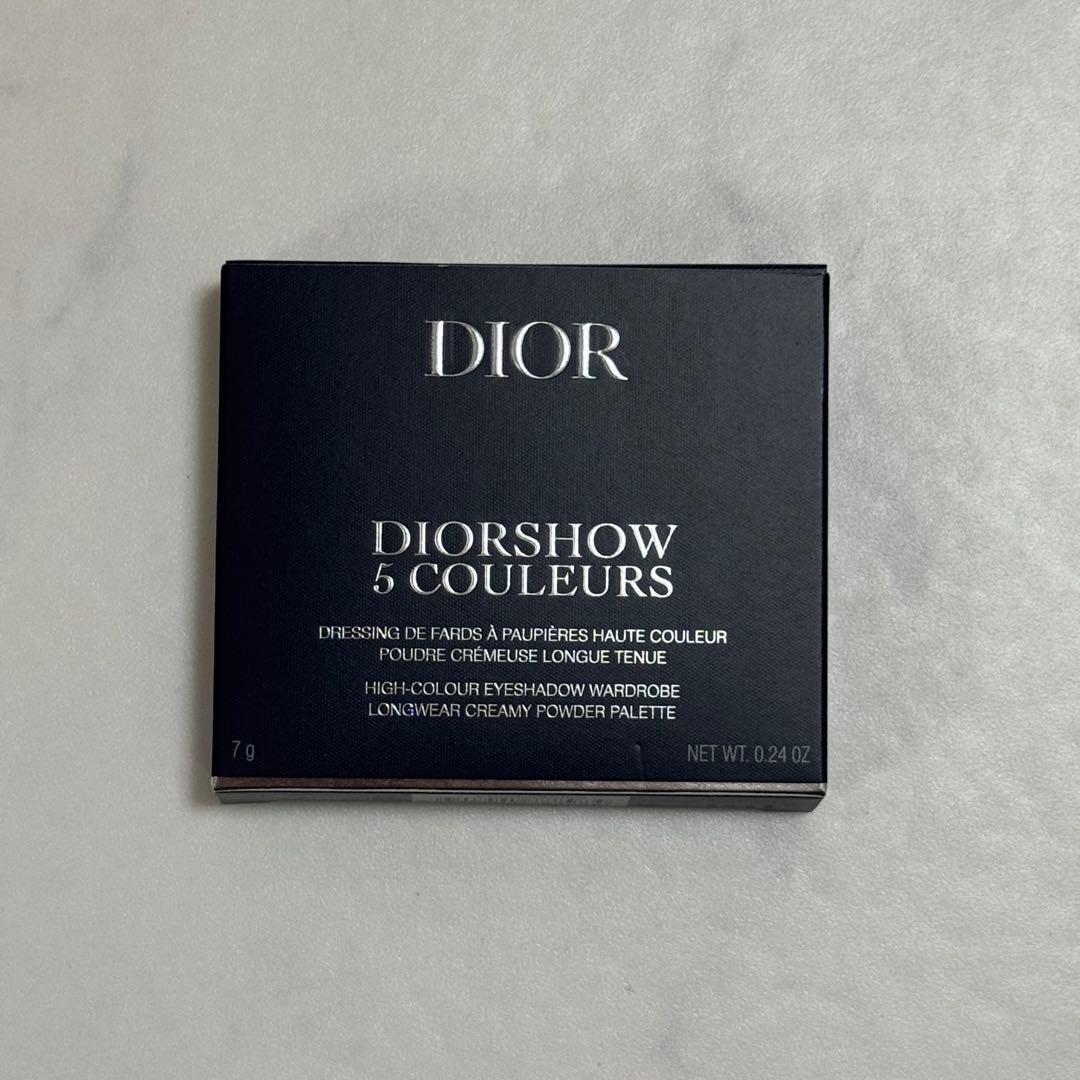 DIOR
DIORSHOW
5 COULEURS
DRESSING DE FARDS À PAUPIÈRES HAUTE COULEUR
POUDRE CRÉMEUSE LONGUE TENUE
HIGH-COLOUR EYESHADOW WARDROBE
LONGWEAR CREAMY POWDER PALETTE
7 g NET WT. 0.24 OZ